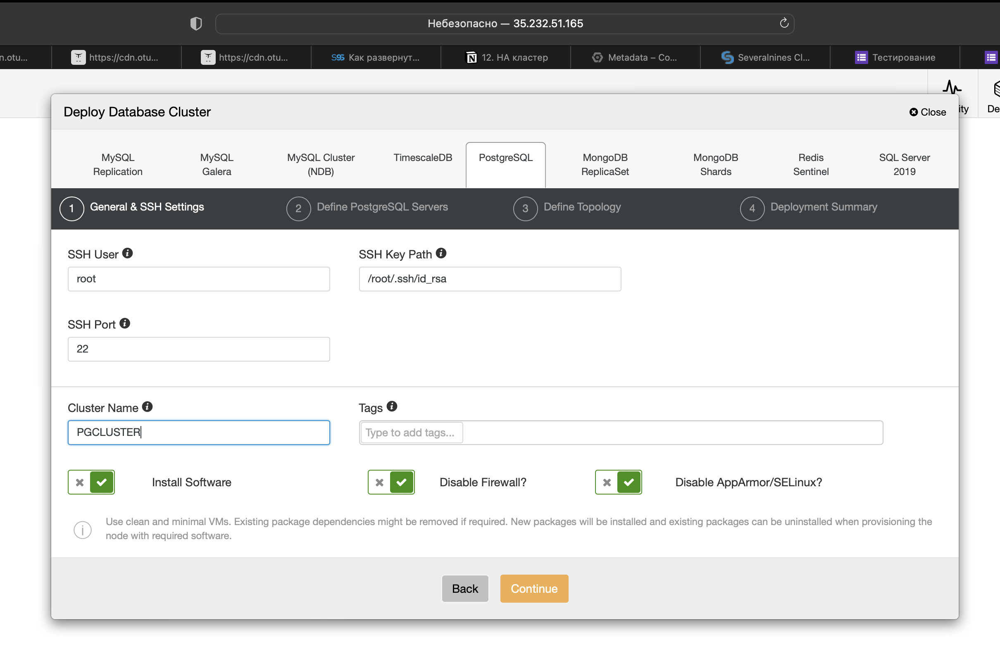 Небезопасно — 35.232.51.165
n.otu...
https://cdn.otu...
https://cdn.otu...
S9S Как развернут...
12. HA кластер
Metadata – Co...
Severalnines Cl...
Тестирование
ity
De
Deploy Database Cluster
Close
MySQL
Replication
MySQL
Galera
MySQL Cluster
(NDB)
TimescaleDB
PostgreSQL
MongoDB
ReplicaSet
MongoDB
Shards
Redis
Sentinel
SQL Server
2019
1 General & SSH Settings
2 Define PostgreSQL Servers
3 Define Topology
4 Deployment Summary
SSH User
SSH Key Path
root
/root/.ssh/id_rsa
SSH Port
22
Cluster Name
Tags
PGCLUSTER
Type to add tags...
Install Software
Disable Firewall?
Disable AppArmor/SELinux?
Use clean and minimal VMs. Existing package dependencies might be removed if required. New packages will be installed and existing packages can be uninstalled when provisioning the
node with required software.
Back
Continue